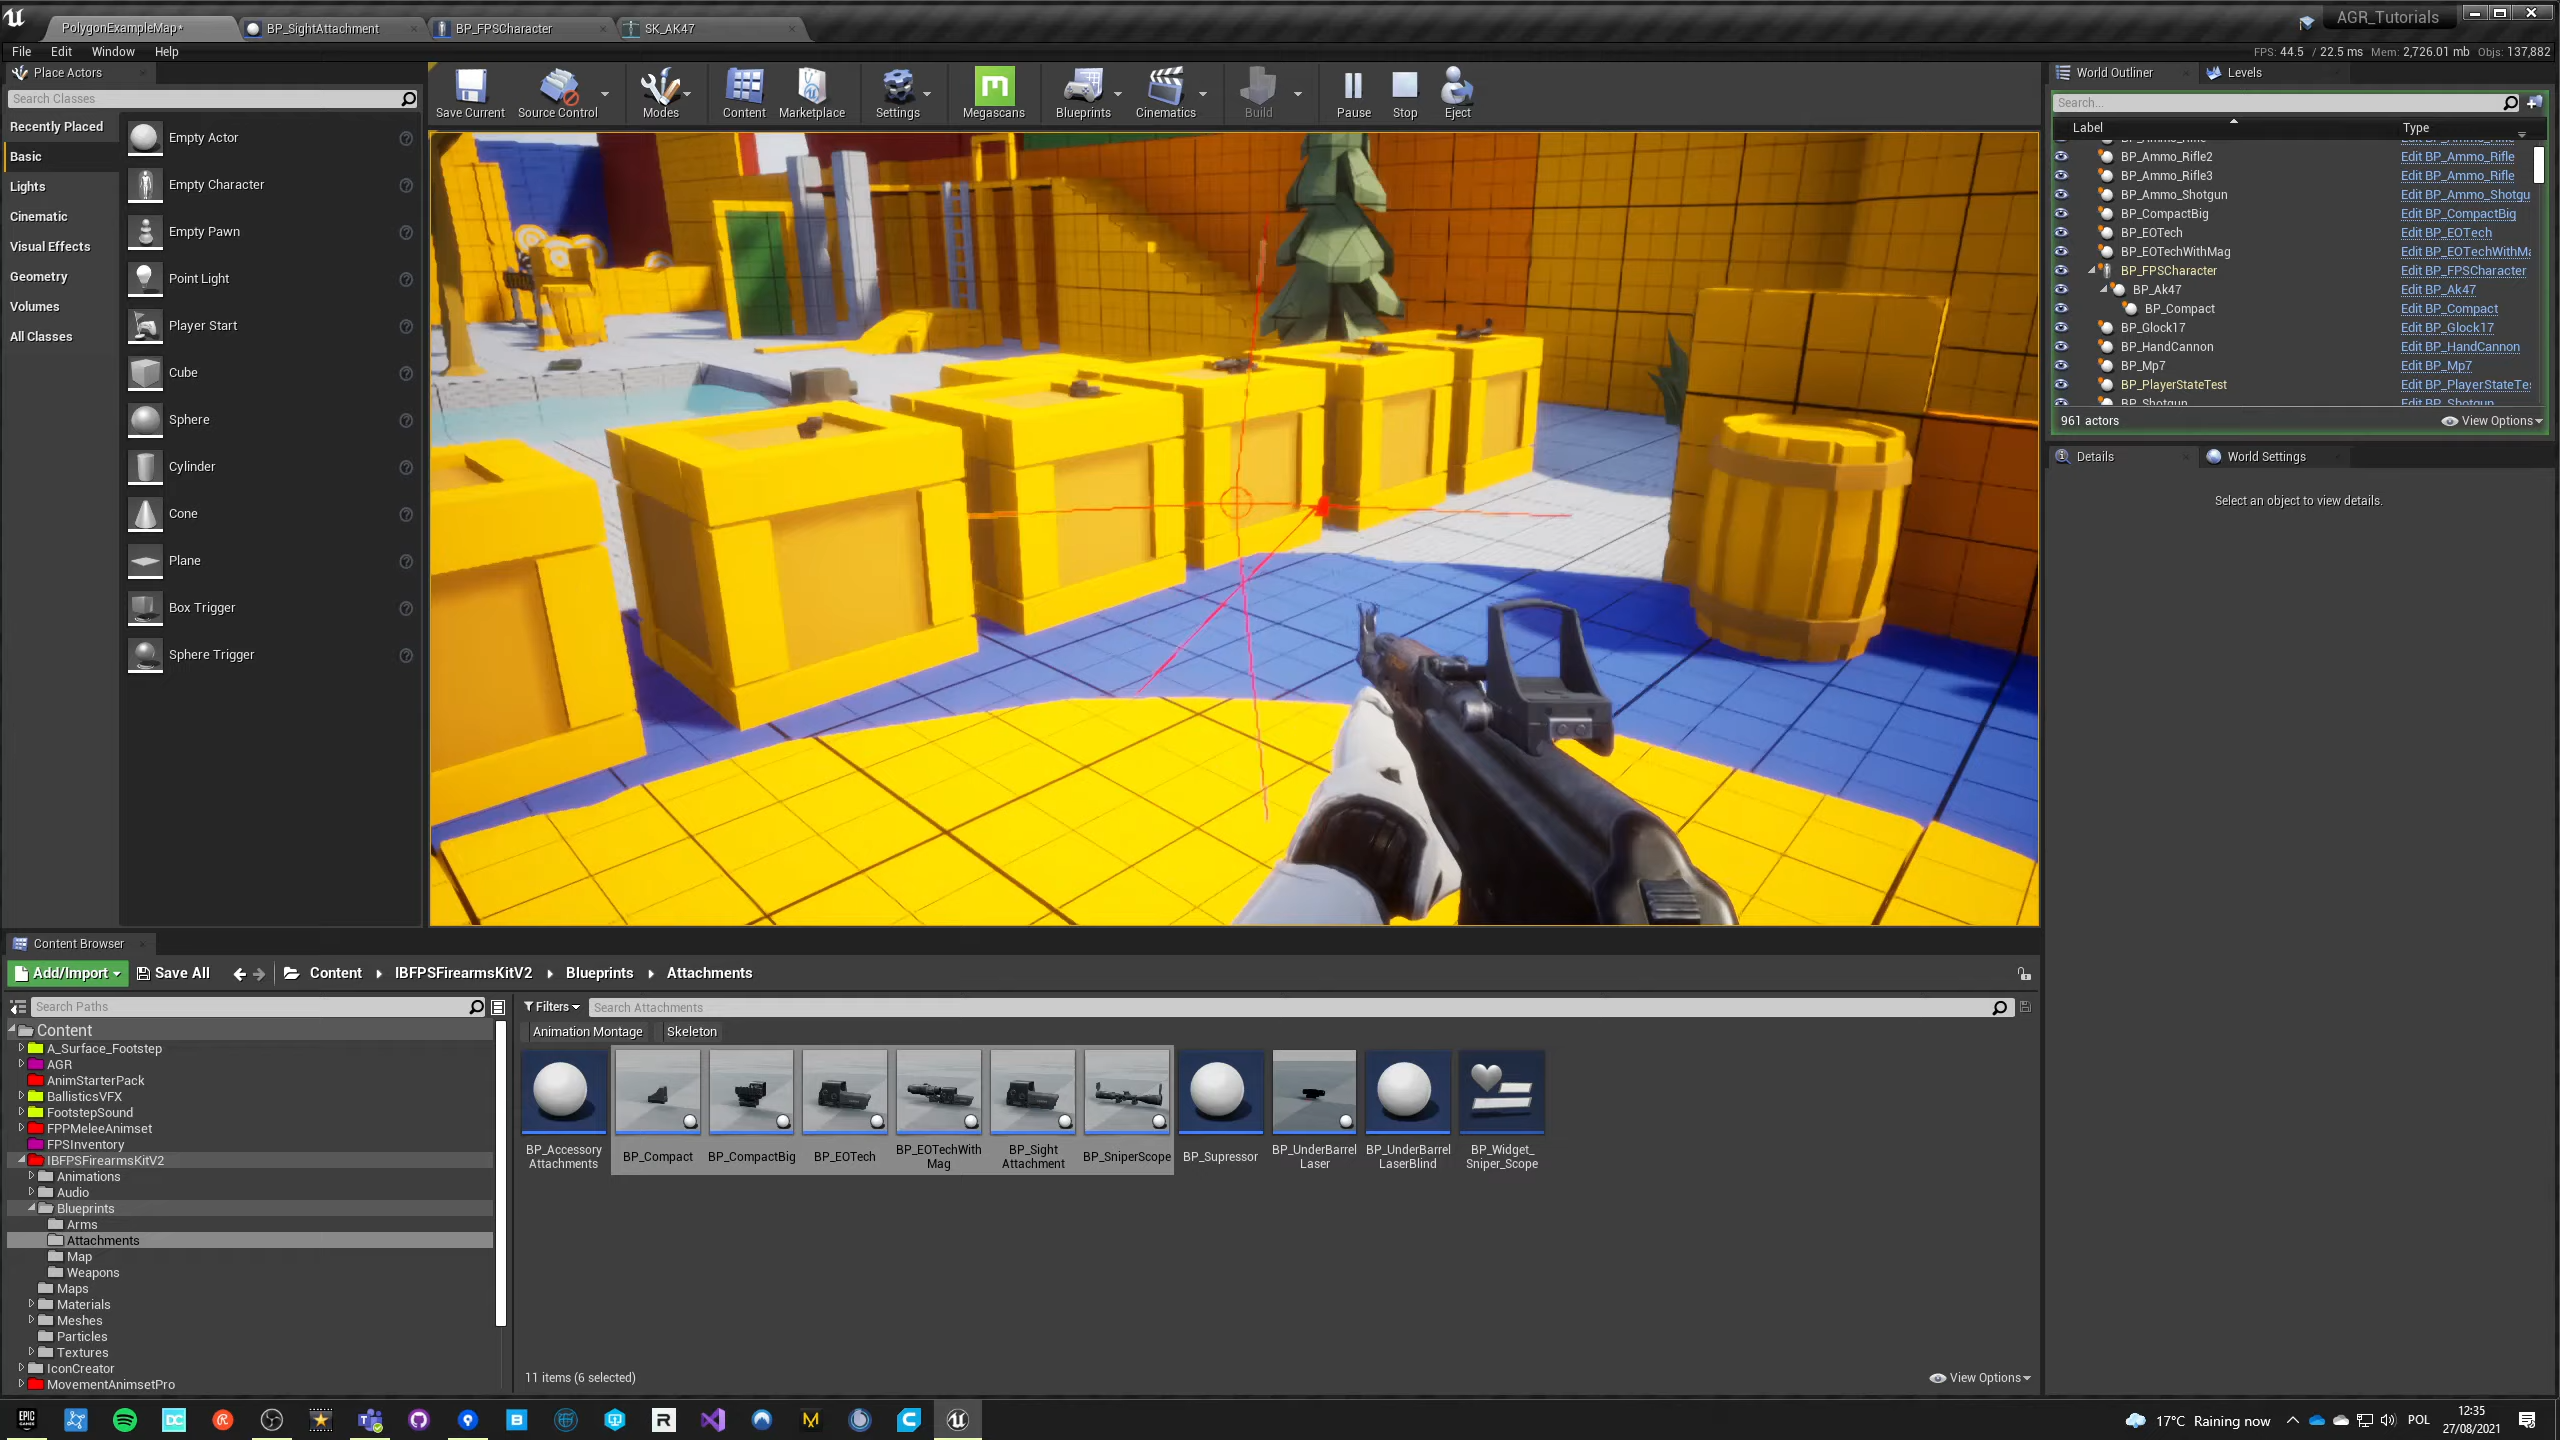 PolygonExampleMap*
BP_SightAttachment
BP_FPSCharacter
SK_AK47
AGR_Tutorials
File
Edit
Window
Help
FPS: 44.5 / 22.5 ms Mem: 2,726.01 mb Objs: 137,882
Place Actors
Search Classes
Recently Placed
Basic
Lights
Cinematic
Visual Effects
Geometry
Volumes
All Classes
Empty Actor
Empty Character
Empty Pawn
Point Light
Player Start
Cube
Sphere
Cylinder
Cone
Plane
Box Trigger
Sphere Trigger
Save Current
Source Control
Modes
Content
Marketplace
Settings
Megascans
Blueprints
Cinematics
Build
Pause
Stop
Eject
World Outliner
Levels
Search...
Label
Type
BP_Ammo_Rifle2
Edit BP_Ammo_Rifle
BP_Ammo_Rifle3
Edit BP_Ammo_Rifle
BP_Ammo_Shotgun
Edit BP_Ammo_Shotgu
BP_CompactBig
Edit BP_CompactBig
BP_EOTech
Edit BP_EOTech
BP_EOTechWithMag
Edit BP_EOTechWithMa
BP_FPSCharacter
Edit BP_FPSCharacter
BP_Ak47
Edit BP_Ak47
BP_Compact
Edit BP_Compact
BP_Glock17
Edit BP_Glock17
BP_HandCannon
Edit BP_HandCannon
BP_Mp7
Edit BP_Mp7
BP_PlayerStateTest
Edit BP_PlayerStateTe
BP_Shotgun
Edit BP_Shotgun
961 actors
View Options
Details
World Settings
Select an object to view details.
Content Browser
Add/Import
Save All
Content
IBFPSFirearmsKitV2
Blueprints
Attachments
Search Paths
Content
A_Surface_Footstep
AGR
AnimStarterPack
BallisticsVFX
FootstepSound
FPPMeleeAnimset
FPSInventory
IBFPSFirearmsKitV2
Animations
Audio
Blueprints
Arms
Attachments
Map
Weapons
Maps
Materials
Meshes
Particles
Textures
IconCreator
MovementAnimsetPro
Filters
Search Attachments
Animation Montage
Skeleton
BP_Accessory
Attachments
BP_Compact
BP_CompactBig
BP_EOTech
BP_EOTechWith
Mag
BP_Sight
Attachment
BP_SniperScope
BP_Supressor
BP_UnderBarrel
Laser
BP_UnderBarrel
LaserBlind
BP_Widget_
Sniper_Scope
11 items (6 selected)
View Options
17°C Raining now
POL
12:35
27/08/2021